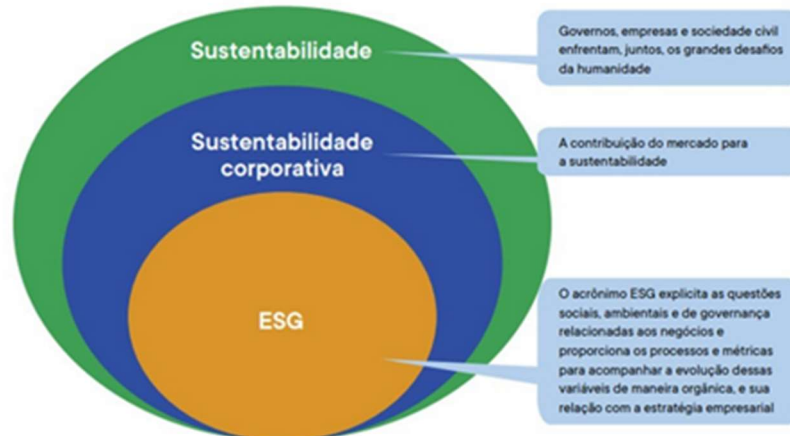 Sustentabilidade
Governos, empresas e sociedade civil
enfrentam, juntos, os grandes desafios
da humanidade
Sustentabilidade
corporativa
A contribuição do mercado para
a sustentabilidade
ESG
O acrônimo ESG explicita as questões
sociais, ambientais e de governança
relacionadas aos negócios e
proporciona os processos e métricas
para acompanhar a evolução dessas
variáveis de maneira orgânica, e sua
relação com a estratégia empresarial